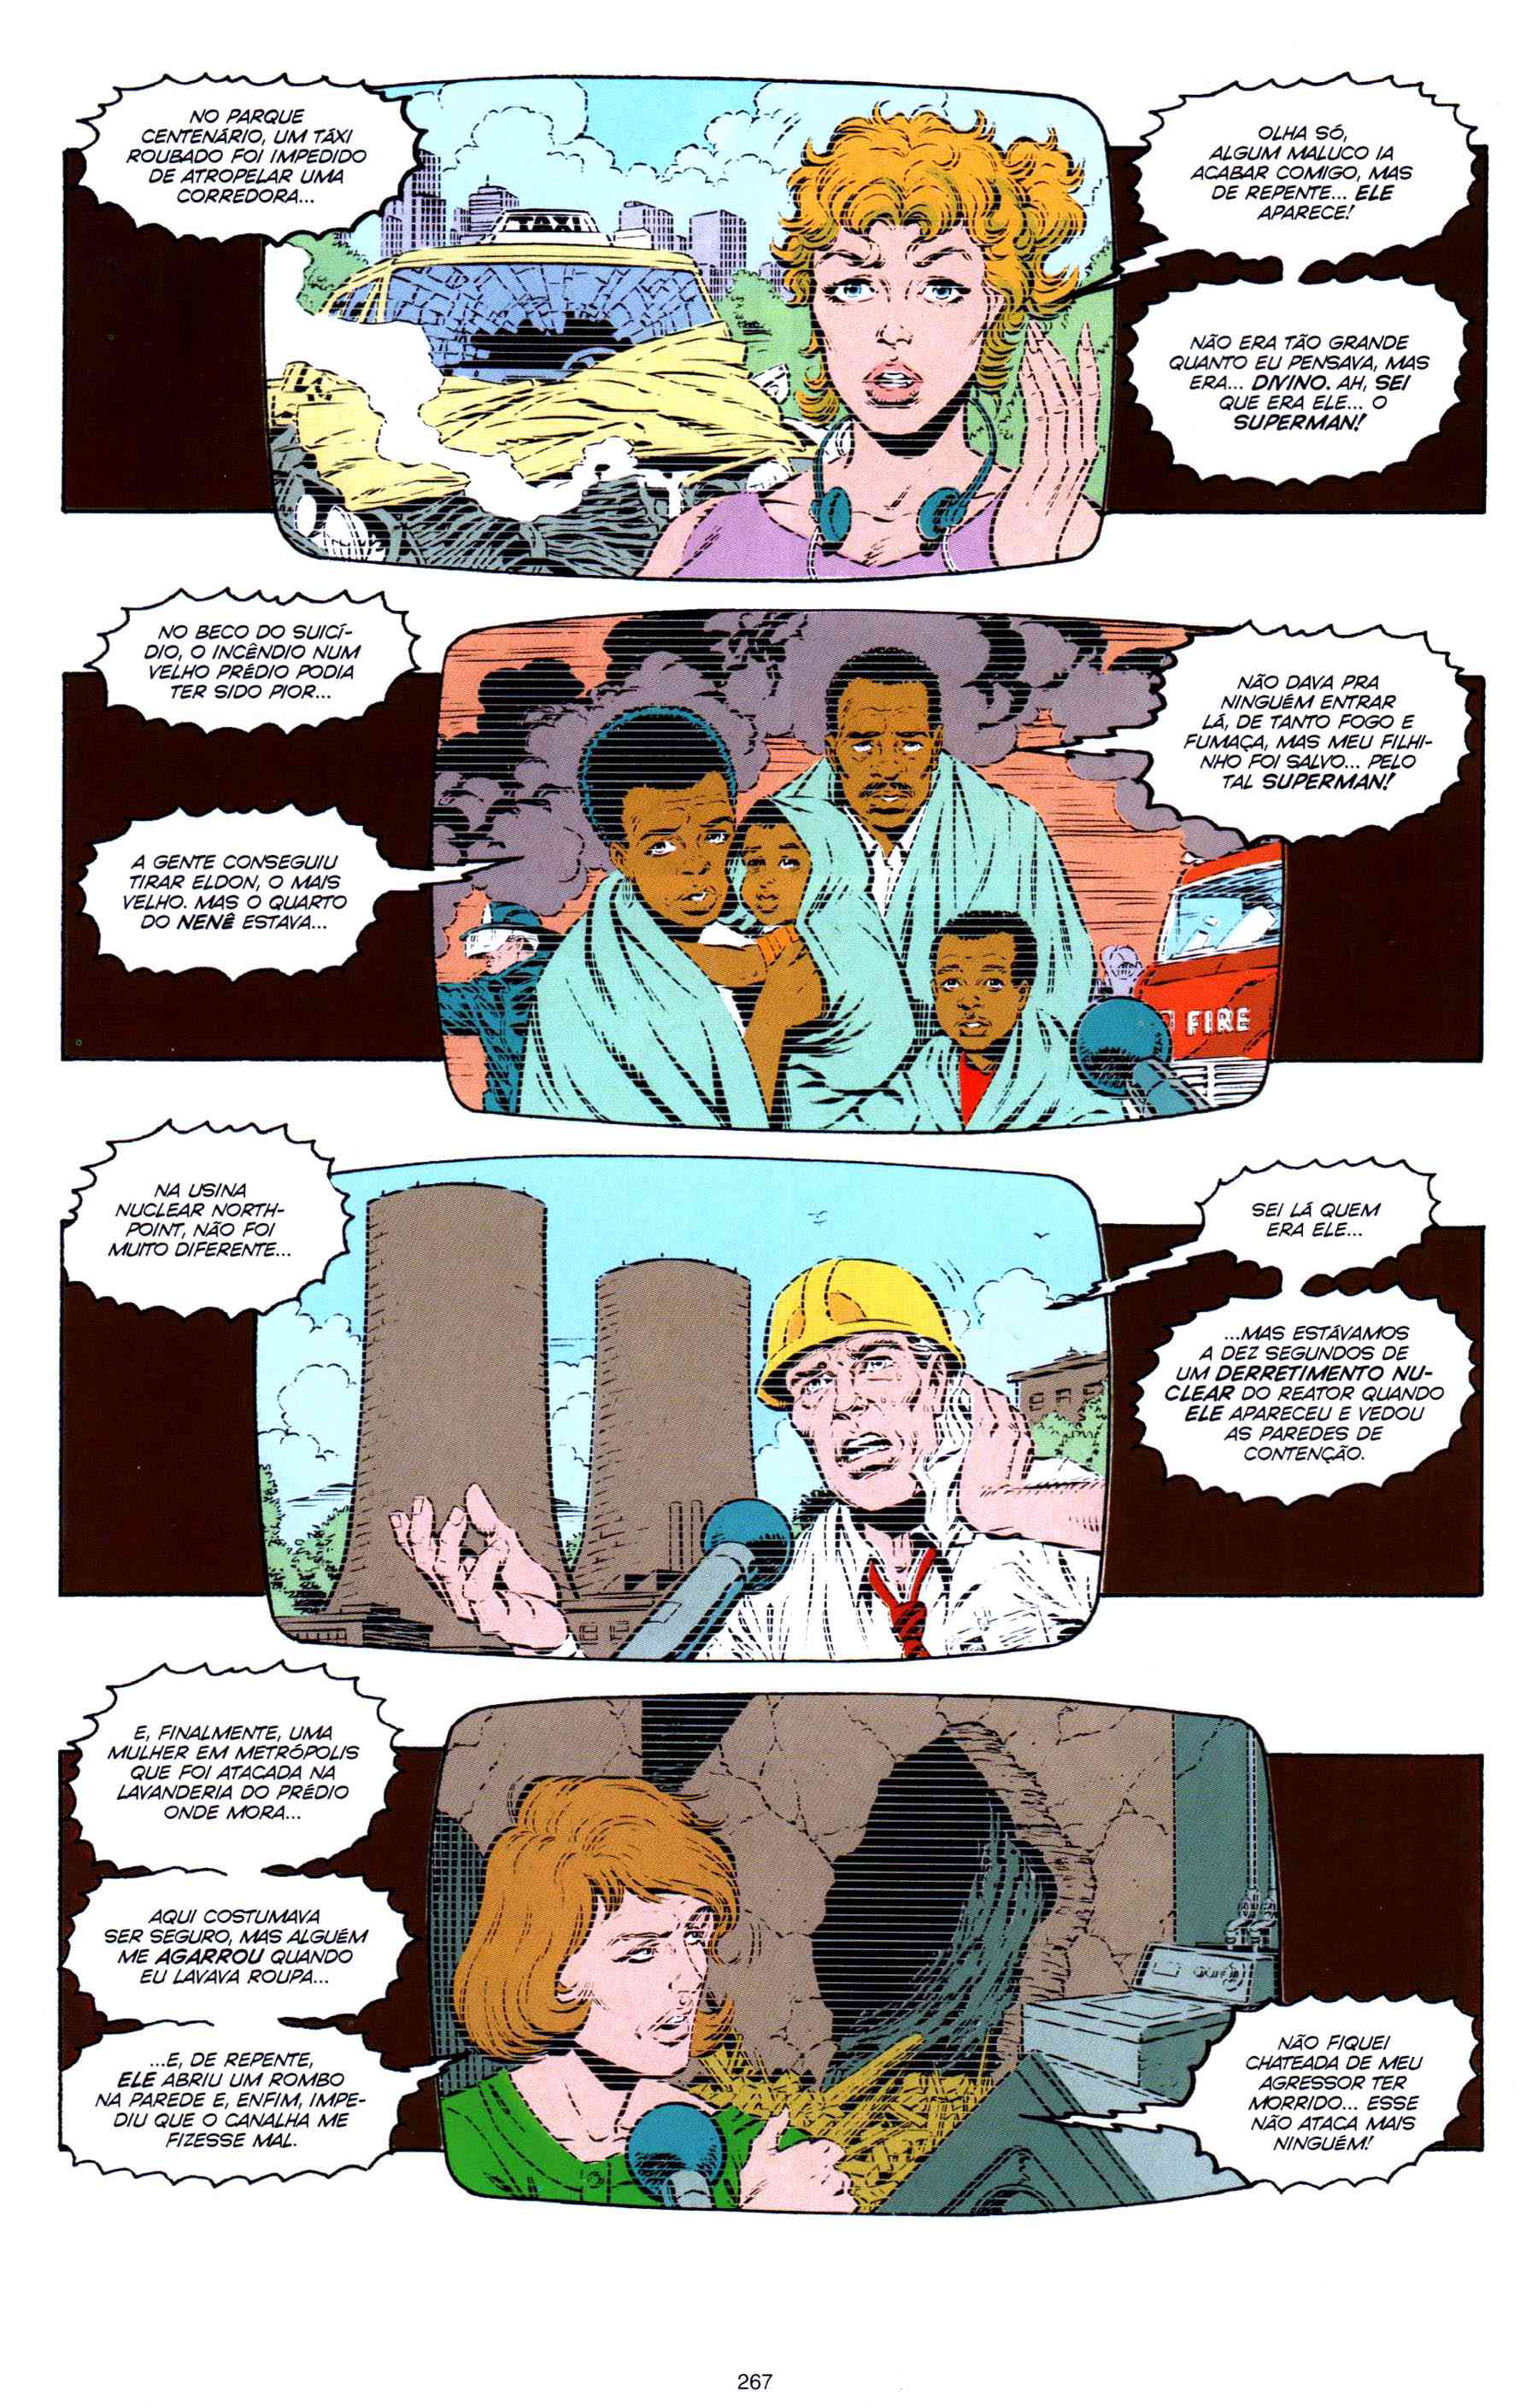 NO PARQUE
CENTENÁRIO, UM TÁXI
ROUBADO FOI IMPEDIDO
DE ATROPELAR UMA
CORREDORA...
TAXI
OLHA SÓ,
ALGUM MALUCO IA
ACABAR COMIGO, MAS
DE REPENTE... ELE
APARECE!
NÃO ERA TÃO GRANDE
QUANTO EU PENSAVA, MAS
ERA... DIVINO. AH, SEI
QUE ERA ELE... O
SUPERMAN!
NO BECO DO SUICÍ-
DIO, O INCÊNDIO NUM
VELHO PRÉDIO PODIA
TER SIDO PIOR...
A GENTE CONSEGUIU
TIRAR ELDON, O MAIS
VELHO. MAS O QUARTO
DO NENÊ ESTAVA...
NÃO DAVA PRA
NINGUÉM ENTRAR
LÁ, DE TANTO FOGO E
FUMAÇA, MAS MEU FILHI-
NHO FOI SALVO... PELO
TAL SUPERMAN!
FIRE
NA USINA
NUCLEAR NORTH-
POINT, NÃO FOI
MUITO DIFERENTE...
SEI LÁ QUEM
ERA ELE...
...MAS ESTÁVAMOS
A DEZ SEGUNDOS DE
UM DERRETIMENTO NU-
CLEAR DO REATOR QUANDO
ELE APARECEU E VEDOU
AS PAREDES DE
CONTENÇÃO.
E, FINALMENTE, UMA
MULHER EM METRÓPOLIS
QUE FOI ATACADA NA
LAVANDERIA DO PRÉDIO
ONDE MORA...
AQUI COSTUMAVA
SER SEGURO, MAS ALGUÉM
ME AGARROU QUANDO
EU LAVAVA ROUPA...
...E, DE REPENTE,
ELE ABRIU UM ROMBO
NA PAREDE E, ENFIM, IMPE-
DIU QUE O CANALHA ME
FIZESSE MAL.
NÃO FIQUEI
CHATEADA DE MEU
AGRESSOR TER
MORRIDO... ESSE
NÃO ATACA MAIS
NINGUÉM!
267